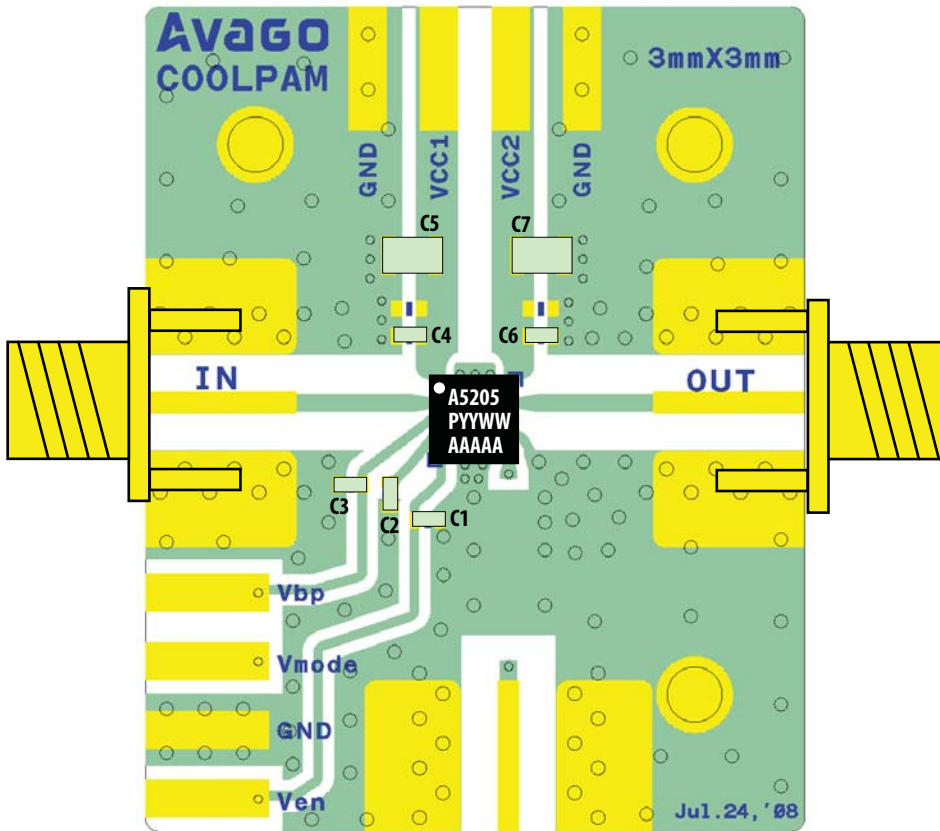 Avago
COOLPAM
3mmX3mm
GND
VCC1
VCC2
GND
C5
C7
C4
C6
IN
OUT
A5205
PYYWW
AAAAA
C3
C2
C1
Vbp
Vmode
GND
Ven
Jul.24,'08